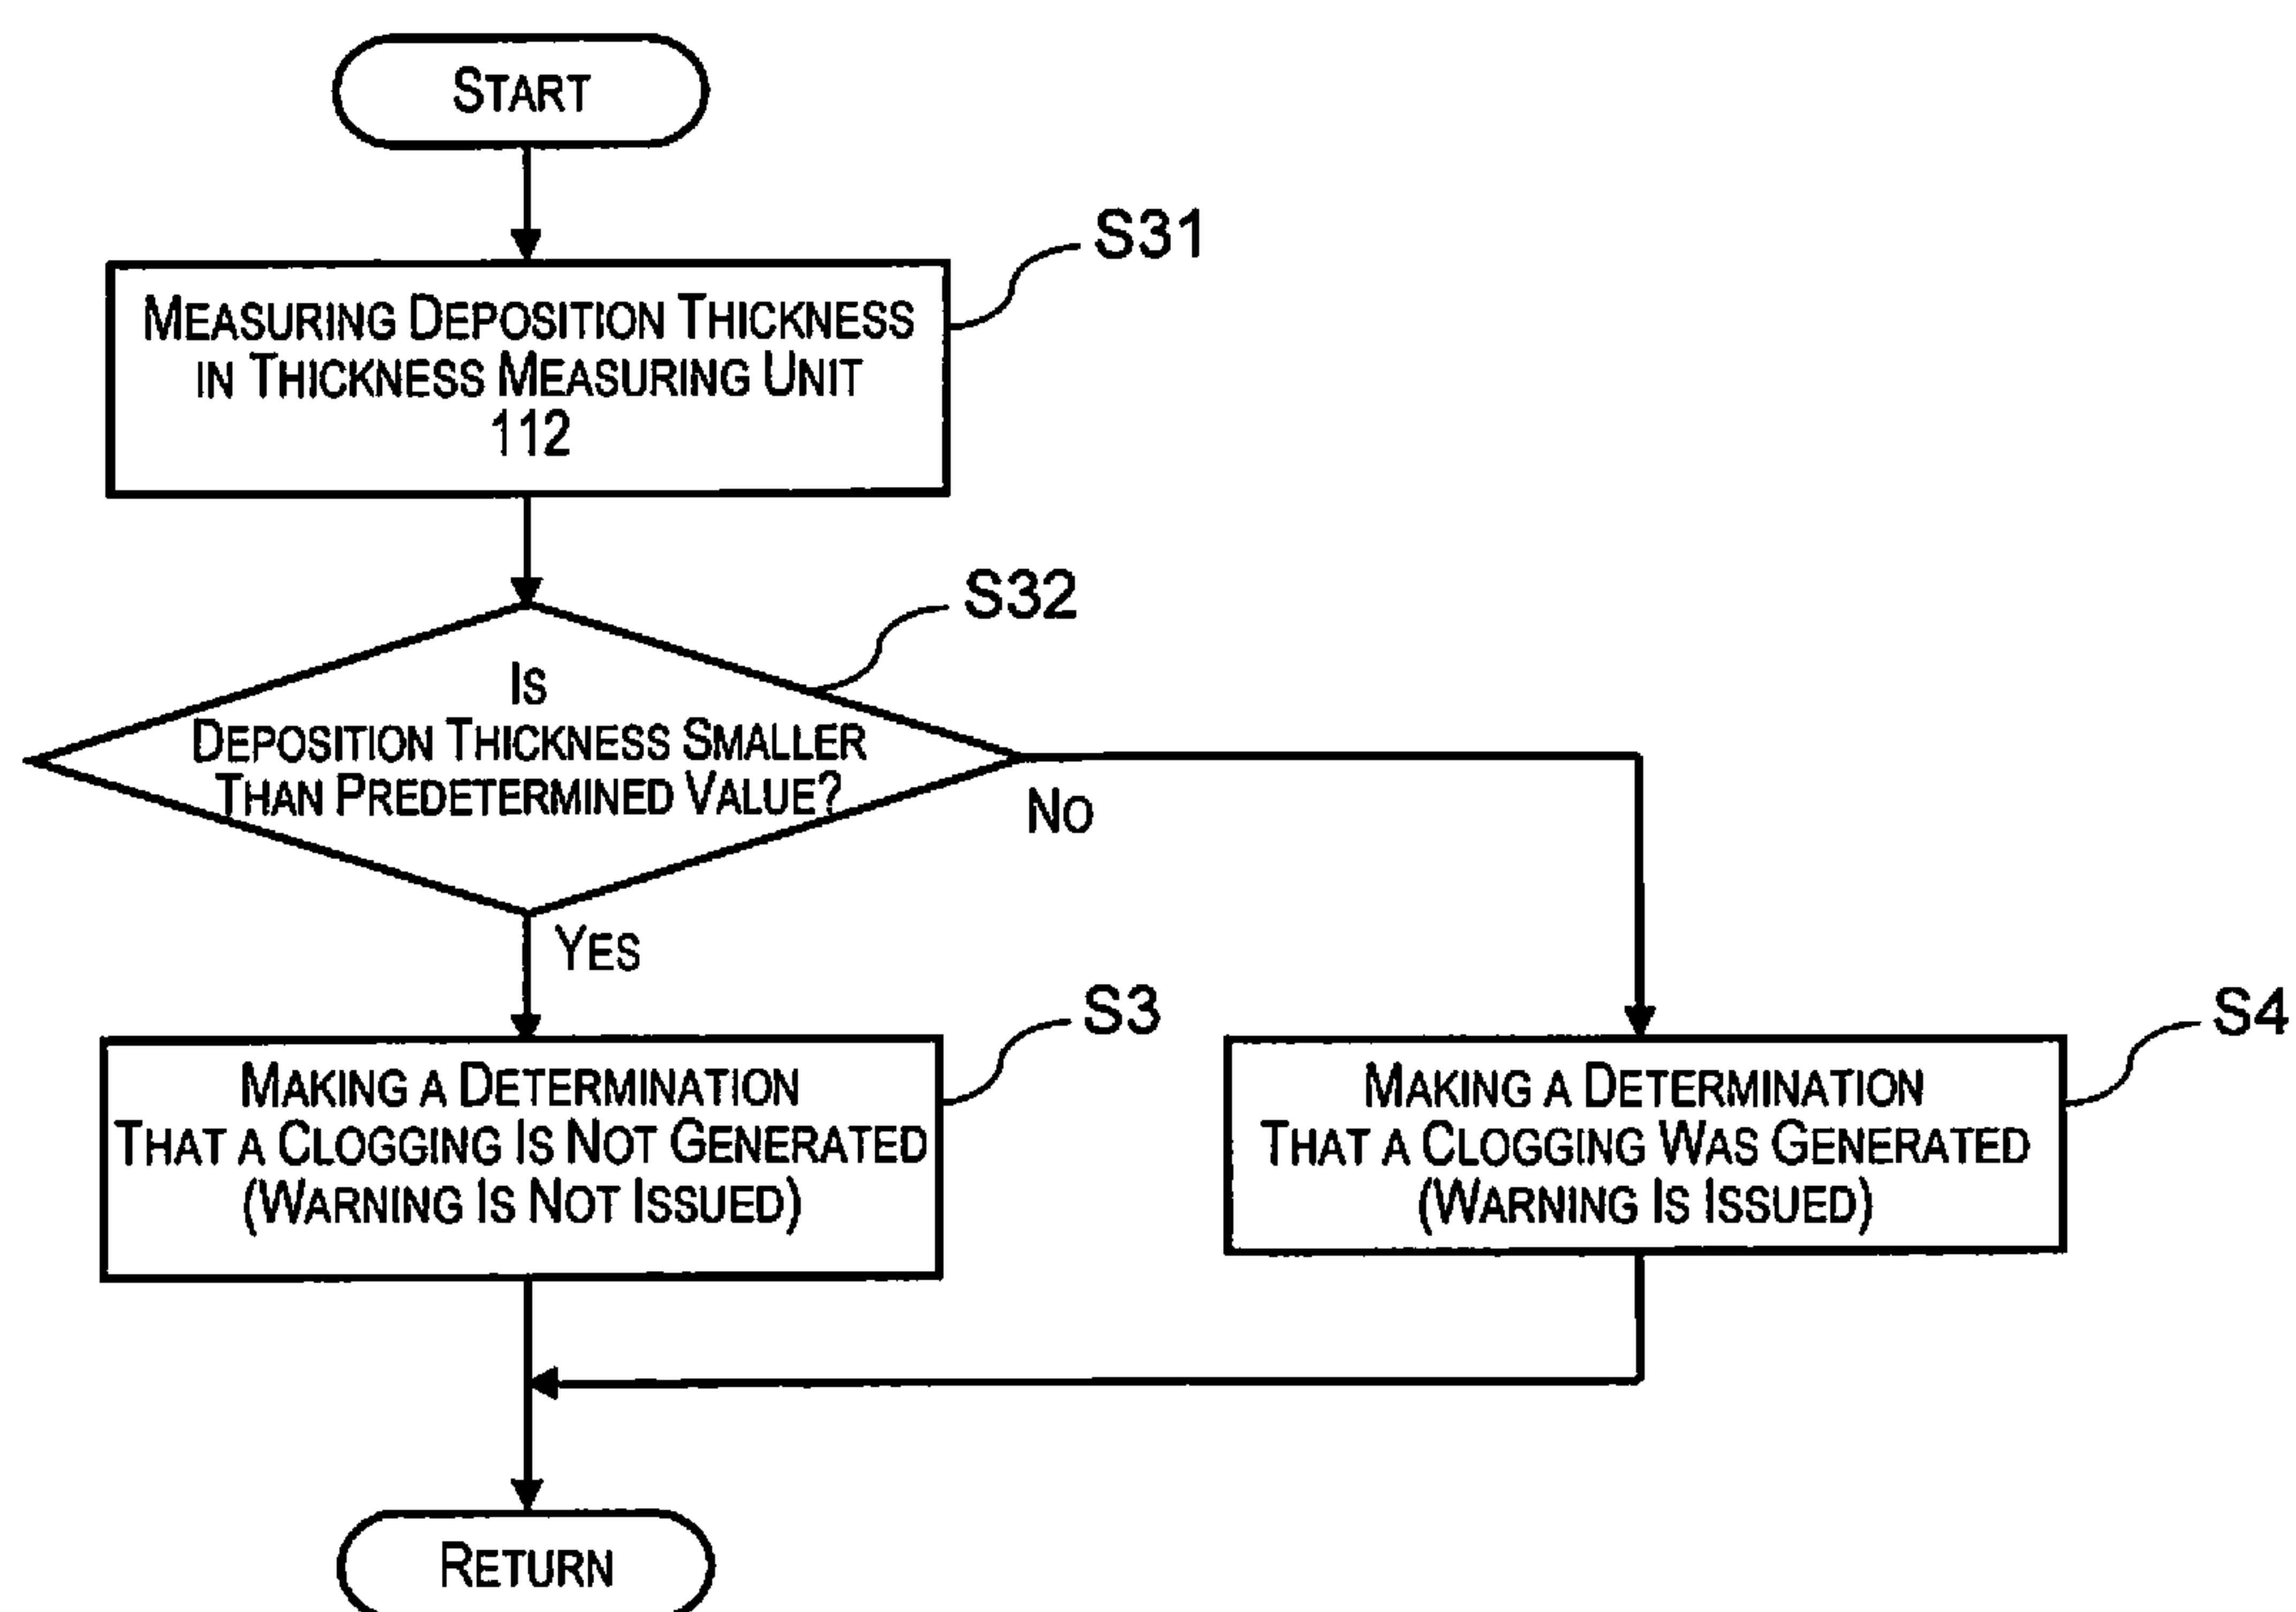 START
S31
MEASURING DEPOSITION THICKNESS
IN THICKNESS MEASURING UNIT
112
S32
IS
DEPOSITION THICKNESS SMALLER
THAN PREDETERMINED VALUE?
NO
YES
S3
MAKING A DETERMINATION
THAT A CLOGGING IS NOT GENERATED
(WARNING IS NOT ISSUED)
S4
MAKING A DETERMINATION
THAT A CLOGGING WAS GENERATED
(WARNING IS ISSUED)
RETURN